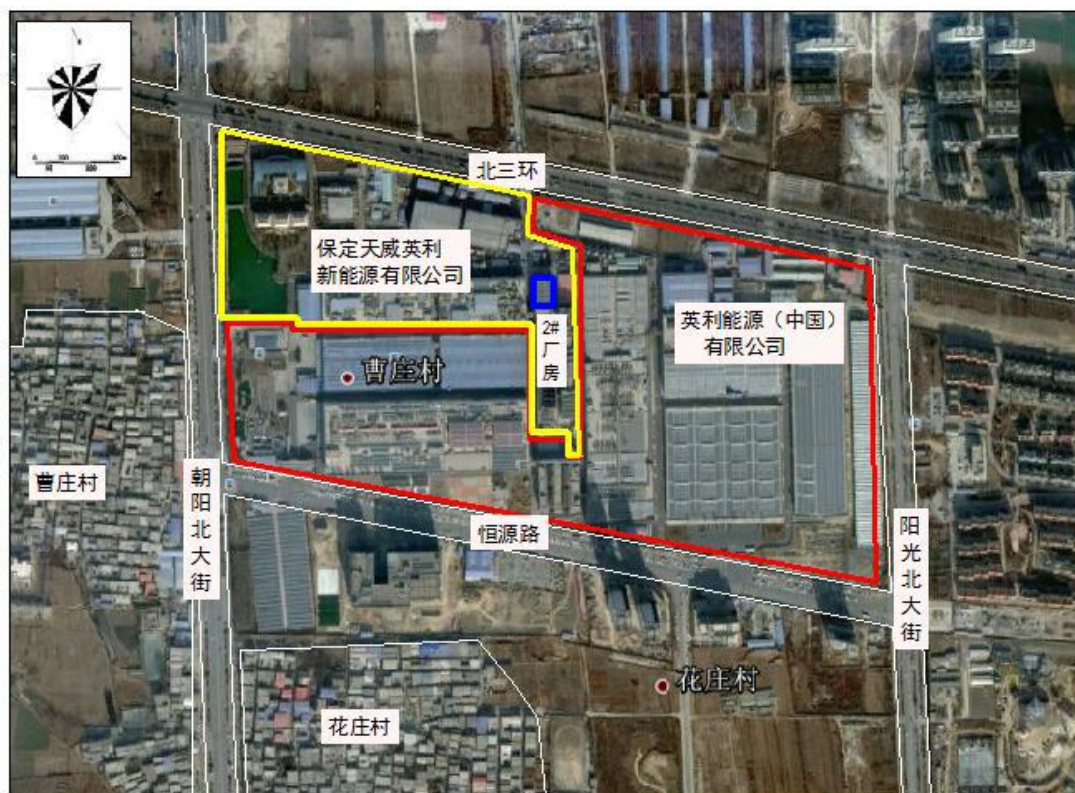 北三环
保定天威英利
新能源有限公司
英利能源（中国）
有限公司
2#
厂
房
曹庄村
曹庄村
朝
阳
北
大
街
恒源路
阳
光
北
大
街
花庄村
花庄村